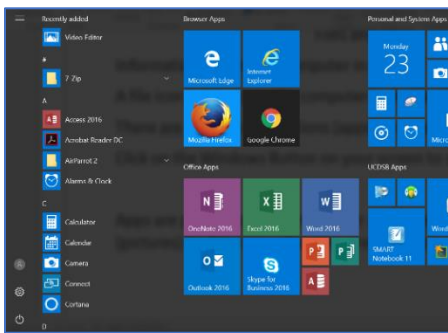 Recently added
Video Editor
#
7 Zip
A
Access 2016
Acrobat Reader DC
AirParrot 2
Alarms & Clock
C
Calculator
Calendar
Camera
Connect
Cortana
D
Browser Apps
Microsoft Edge
Internet Explorer
Mozilla Firefox
Google Chrome
Office Apps
OneNote 2016
Excel 2016
Word 2016
Outlook 2016
Skype for Business 2016
Personal and System Apps
Monday
23
UCDSB Apps
SMART Notebook 11